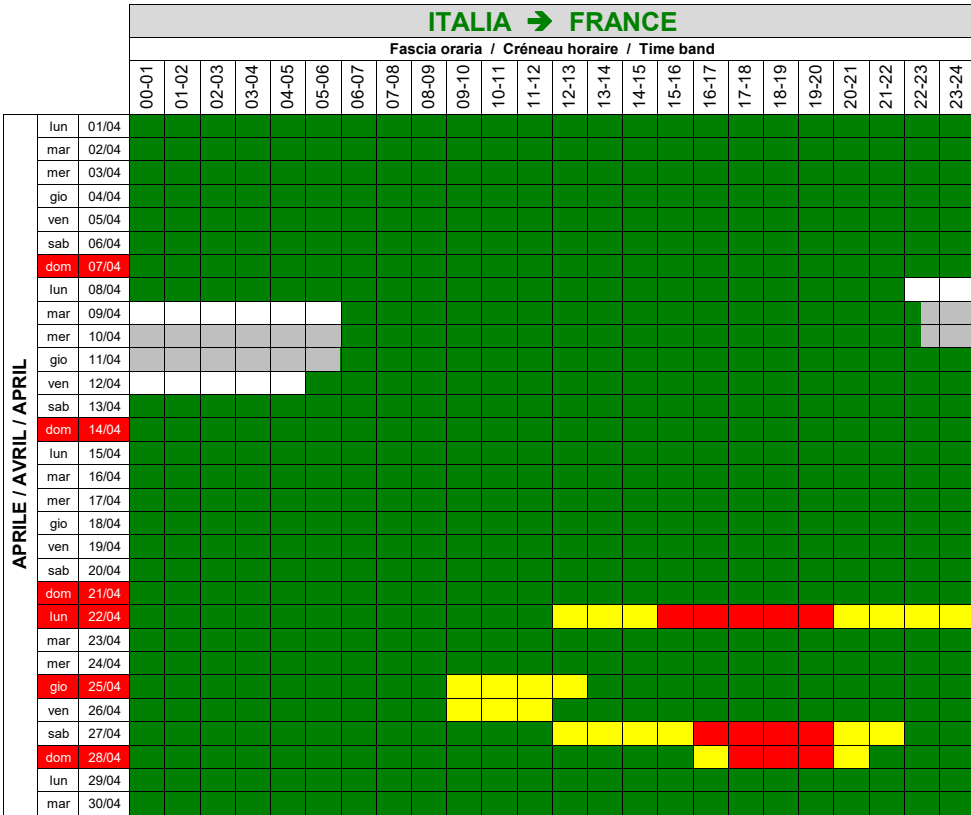 ITALIA ➔ FRANCE
Fascia oraria / Créneau horaire / Time band
00-01 01-02 02-03 03-04 04-05 05-06 06-07 07-08 08-09 09-10 10-11 11-12 12-13 13-14 14-15 15-16 16-17 17-18 18-19 19-20 20-21 21-22 22-23 23-24
APRILE / AVRIL / APRIL
lun 01/04
mar 02/04
mer 03/04
gio 04/04
ven 05/04
sab 06/04
dom 07/04
lun 08/04
mar 09/04
mer 10/04
gio 11/04
ven 12/04
sab 13/04
dom 14/04
lun 15/04
mar 16/04
mer 17/04
gio 18/04
ven 19/04
sab 20/04
dom 21/04
lun 22/04
mar 23/04
mer 24/04
gio 25/04
ven 26/04
sab 27/04
dom 28/04
lun 29/04
mar 30/04